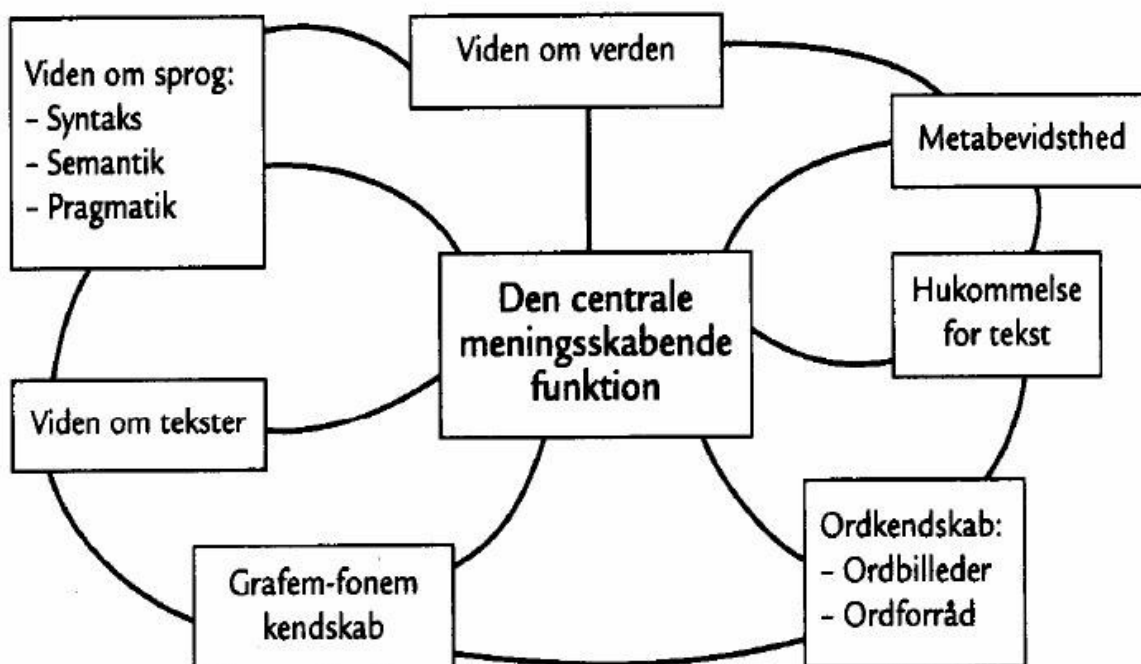 Viden om sprog:
- Syntaks
- Semantik
- Pragmatik
Viden om verden
Metabevidsthed
Den centrale
meningsskabende
funktion
Hukommelse
for tekst
Viden om tekster
Grafem-fonem
kendskab
Ordkendskab:
- Ordbilleder
- Ordforråd